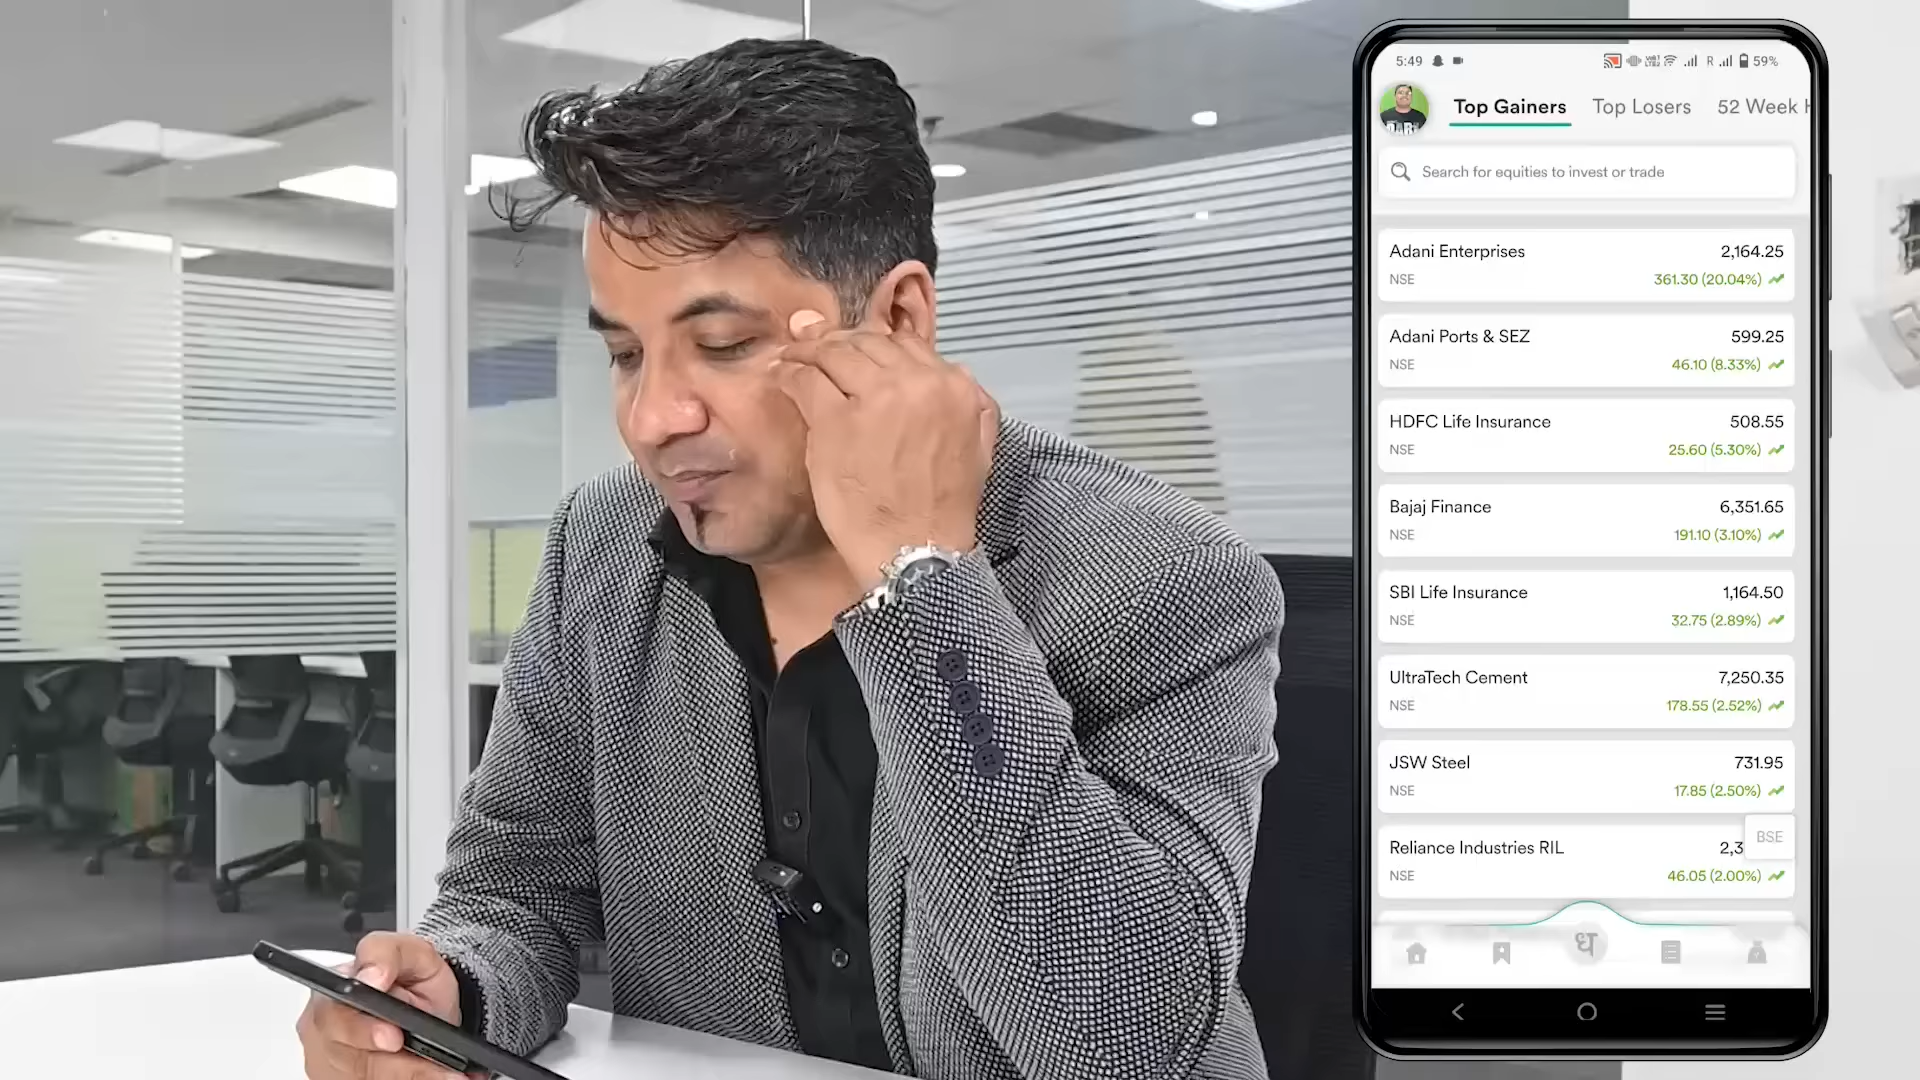 5:49
R
59%
Top Gainers
Top Losers
52 Week H
Search for equities to invest or trade
Adani Enterprises
2,164.25
NSE
361.30 (20.04%)
Adani Ports & SEZ
599.25
NSE
46.10 (8.33%)
HDFC Life Insurance
508.55
NSE
25.60 (5.30%)
Bajaj Finance
6,351.65
NSE
191.10 (3.10%)
SBI Life Insurance
1,164.50
NSE
32.75 (2.89%)
UltraTech Cement
7,250.35
NSE
178.55 (2.52%)
JSW Steel
731.95
NSE
17.85 (2.50%)
BSE
Reliance Industries RIL
2,3
NSE
46.05 (2.00%)
ध